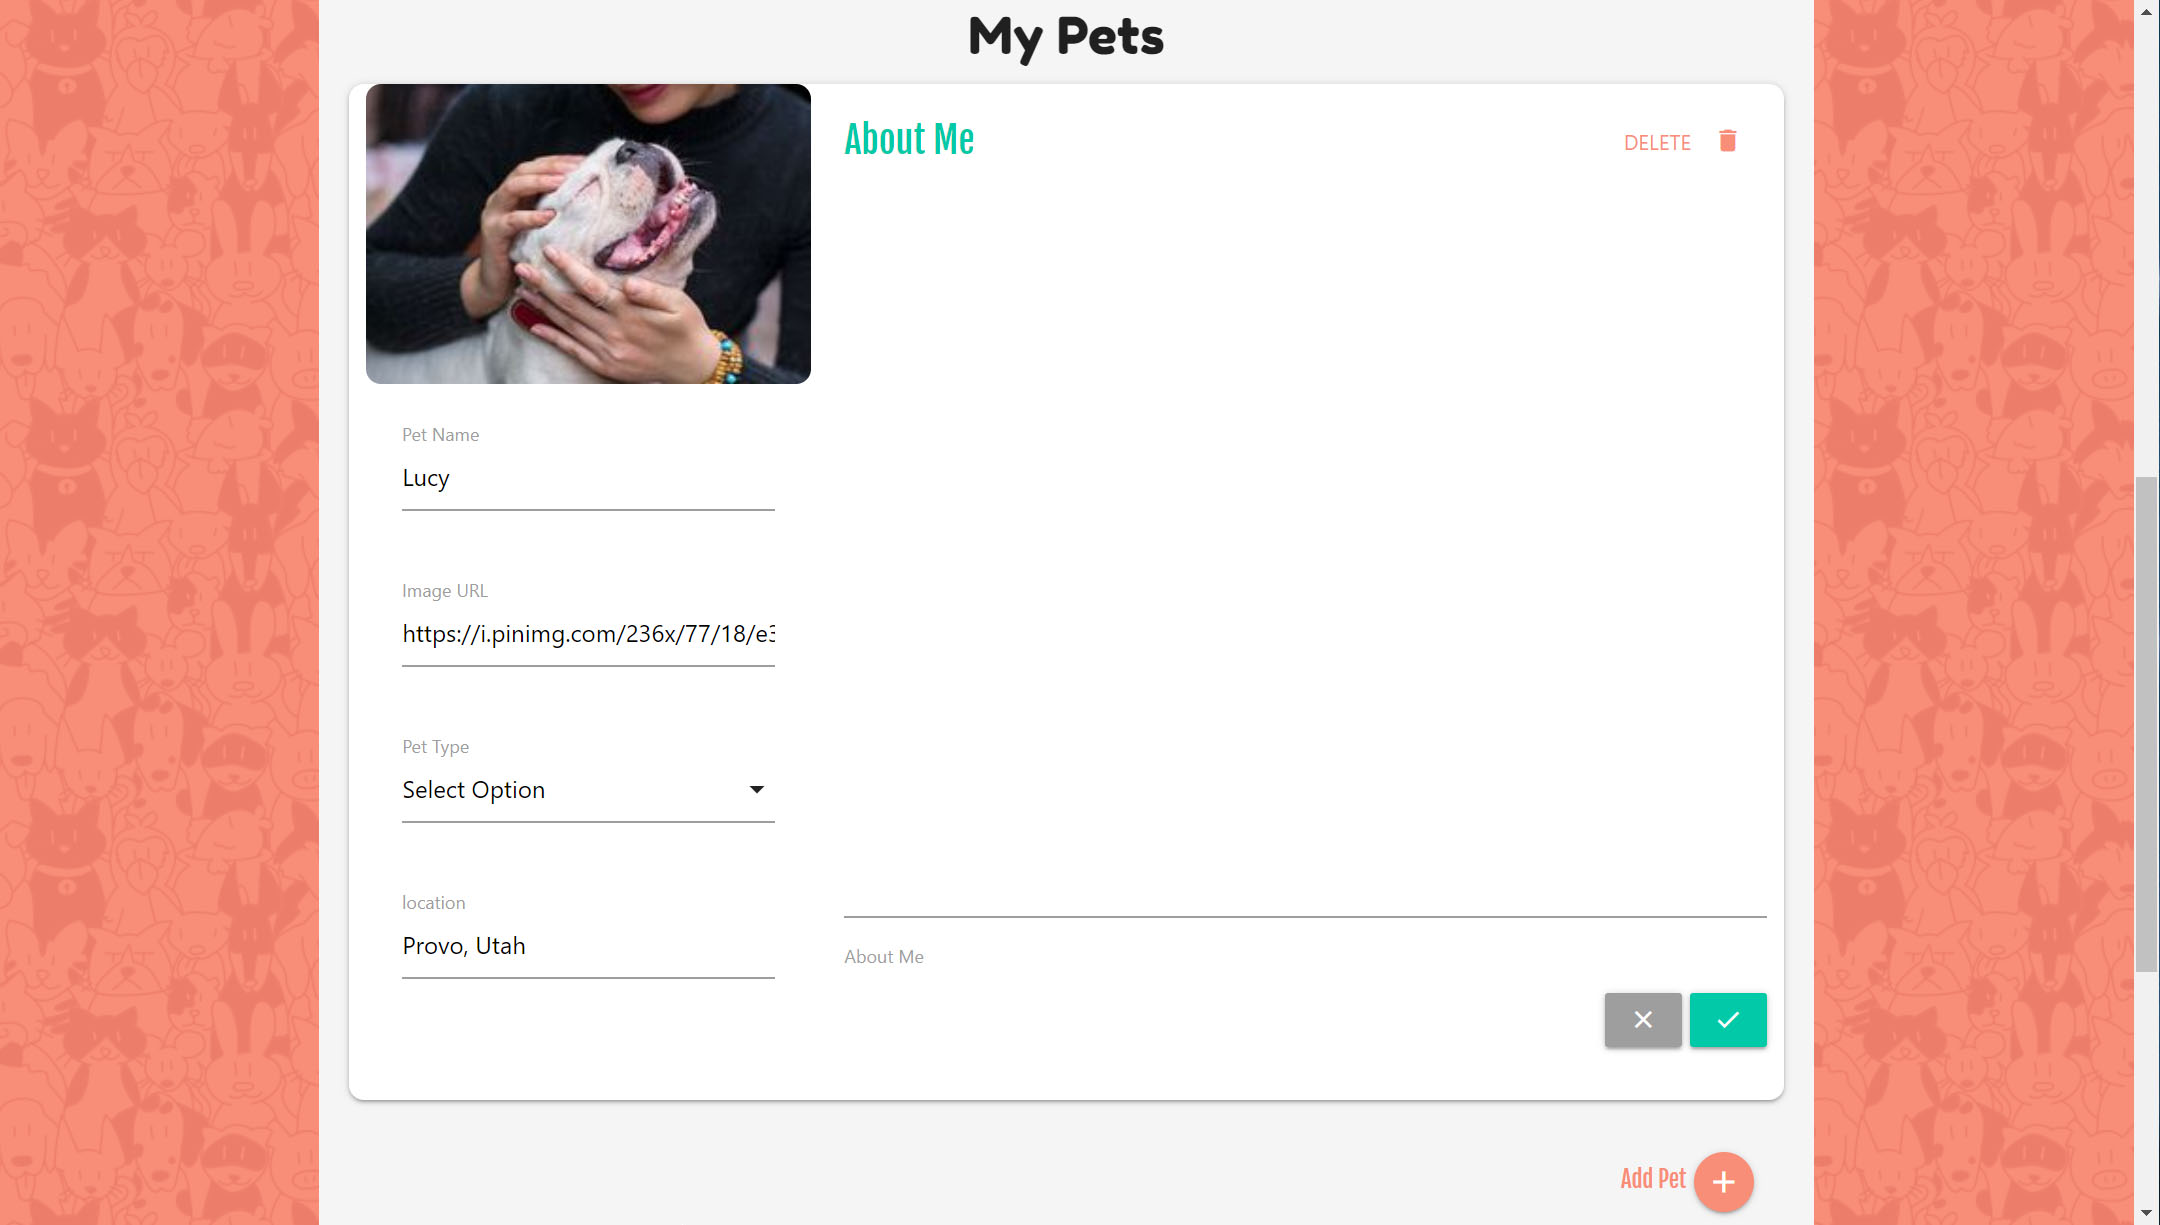 My Pets
About Me
DELETE
Pet Name
Lucy
Image URL
https://i.pinimg.com/236x/77/18/e3
Pet Type
Select Option
location
Provo, Utah
About Me
Add Pet